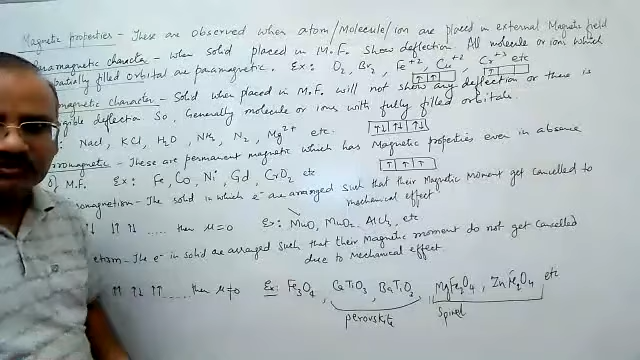 Magnetic properties - These are observed when atom/Molecule/ion are placed in external Magnetic field
magnetic character - when solid placed in M.F. show deflection. All molecule or ions which
partially filled orbital are paramagnetic. Ex: O2, Br2, Fe+2, Cu+2 Cr+3 etc
↑ ↑
magnetic character - Solid when placed in M.F. will not show any deflection or there is
gible deflection. So, Generally molecule or ions with fully filled orbitals.
: NaCl, KCl, H2O, NH3, N2, Mg2+ etc.
↑↓ ↑↓ ↑↓
romagnetic - These are permanent magnetic which has Magnetic properties even in absence
of M.F. Ex: Fe, Co, Ni, Gd, CrO2 etc
↑ ↑ ↑
omagnetism - The solid in which e- are arranged such that their Magnetic Moment get cancelled to
mechanical effect
↑↓ ↑↓ ..... then μ=0 Ex: MnO, MnO2, etc
etism - The e- in solid are arranged such that their Magnetic moment do not get cancelled
due to Mechanical effect
↑↑ ↑↓ ↑↑ ...... then μ≠0 Ex: Fe3O4, CaTiO3, BaTiO3, MgFe2O4, ZnFe2O4 etc
perovskite
Spinel